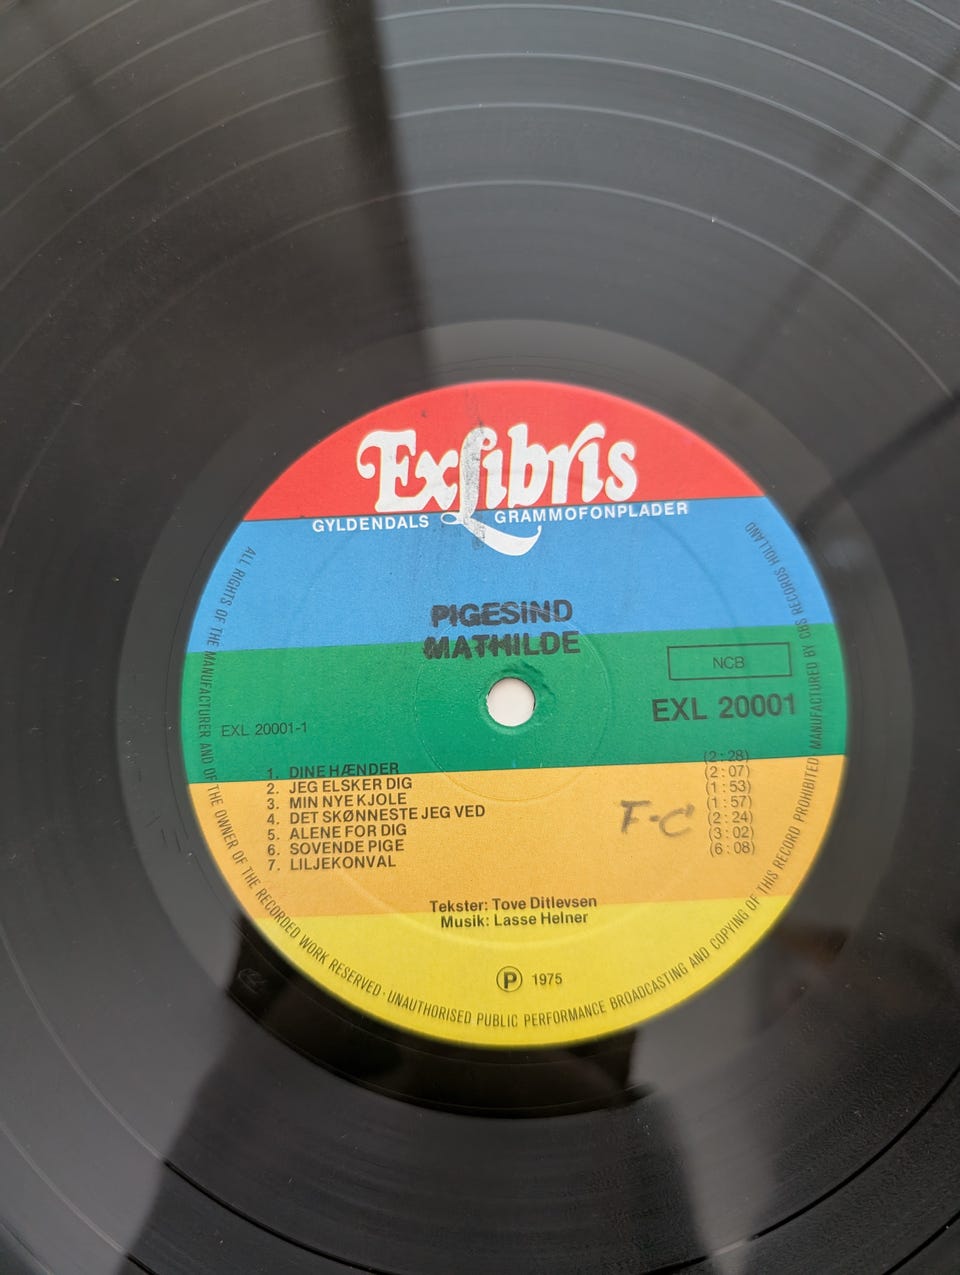 ExLibris
GYLDENDALS GRAMMOFONPLADER
PIGESIND
MATHILDE
NCB
EXL 20001
EXL 20001-1
1. DINE HÆNDER (2:28)
2. JEG ELSKER DIG (2:07)
3. MIN NYE KJOLE (1:53)
4. DET SKØNNESTE JEG VED (1:57)
5. ALENE FOR DIG (2:24)
6. SOVENDE PIGE (3:02)
7. LILJEKONVAL (6:08)
F-C
Tekster: Tove Ditlevsen
Musik: Lasse Helner
Ⓟ 1975
ALL RIGHTS OF THE MANUFACTURER AND OF THE OWNER OF THE RECORDED WORK RESERVED · UNAUTHORISED PUBLIC PERFORMANCE BROADCASTING AND COPYING OF THIS RECORD PROHIBITED MANUFACTURED BY CBS RECORDS HOLLAND